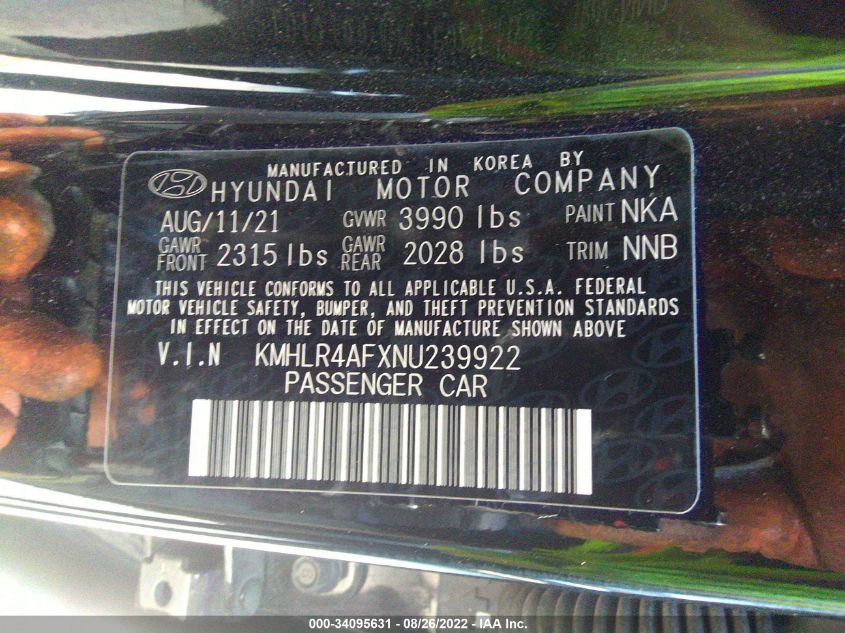 MANUFACTURED IN KOREA BY
HYUNDAI MOTOR COMPANY
AUG/11/21 GVWR 3990 lbs PAINT NKA
GAWR FRONT 2315 lbs GAWR REAR 2028 lbs TRIM NNB
THIS VEHICLE CONFORMS TO ALL APPLICABLE U.S.A. FEDERAL
MOTOR VEHICLE SAFETY, BUMPER, AND THEFT PREVENTION STANDARDS
IN EFFECT ON THE DATE OF MANUFACTURE SHOWN ABOVE
V.I.N KMHLR4AFXNU239922
PASSENGER CAR
000-34095631 - 08/26/2022 - IAA Inc.